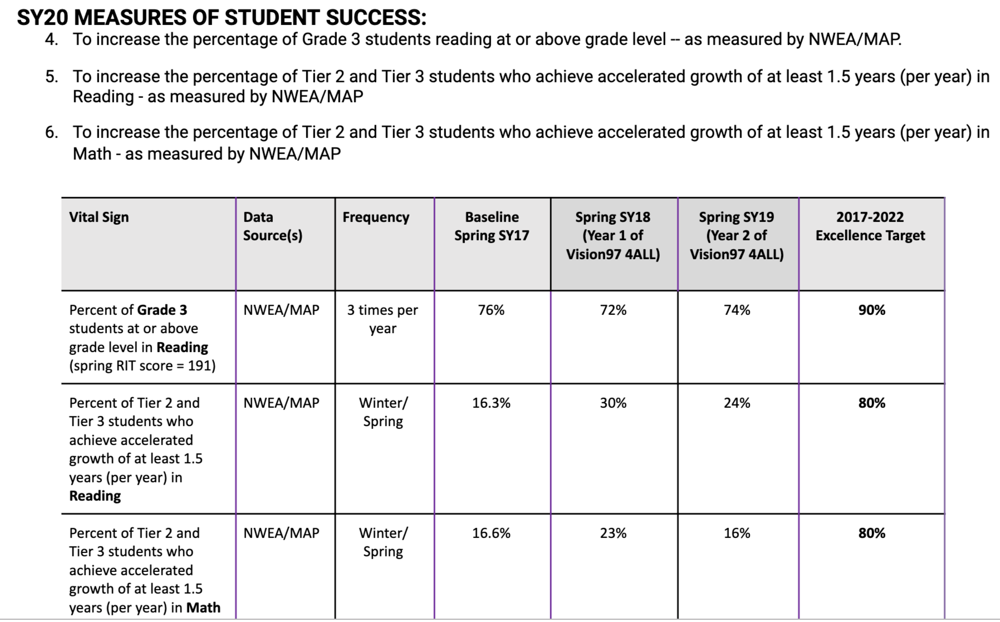 SY20 MEASURES OF STUDENT SUCCESS:
4. To increase the percentage of Grade 3 students reading at or above grade level -- as measured by NWEA/MAP.
5. To increase the percentage of Tier 2 and Tier 3 students who achieve accelerated growth of at least 1.5 years (per year) in
Reading - as measured by NWEA/MAP
6. To increase the percentage of Tier 2 and Tier 3 students who achieve accelerated growth of at least 1.5 years (per year) in
Math - as measured by NWEA/MAP
Vital Sign
Data
Source(s)
Frequency
Baseline
Spring SY17
Spring SY18
(Year 1 of
Vision97 4ALL)
Spring SY19
(Year 2 of
Vision97 4ALL)
2017-2022
Excellence Target
Percent of Grade 3
students at or above
grade level in Reading
(spring RIT score = 191)
NWEA/MAP
3 times per
year
76%
72%
74%
90%
Percent of Tier 2 and
Tier 3 students who
achieve accelerated
growth of at least 1.5
years (per year) in
Reading
NWEA/MAP
Winter/
Spring
16.3%
30%
24%
80%
Percent of Tier 2 and
Tier 3 students who
achieve accelerated
growth of at least 1.5
years (per year) in Math
NWEA/MAP
Winter/
Spring
16.6%
23%
16%
80%